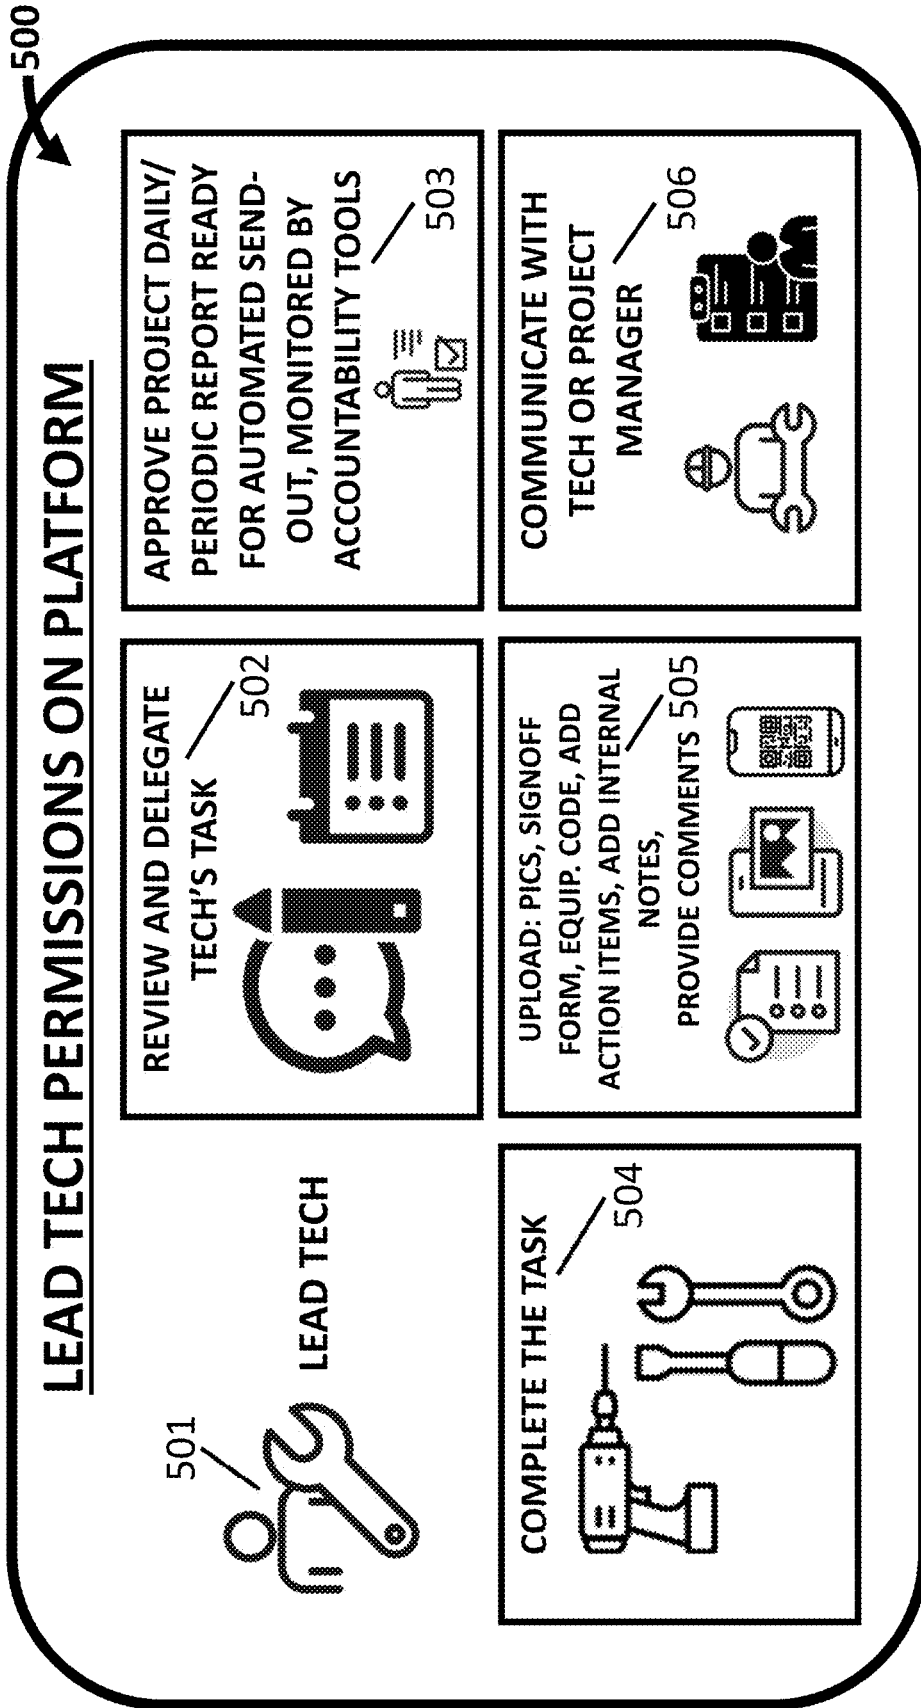 500
LEAD TECH PERMISSIONS ON PLATFORM
501
LEAD TECH
REVIEW AND DELEGATE
TECH'S TASK
502
APPROVE PROJECT DAILY/
PERIODIC REPORT READY
FOR AUTOMATED SEND-
OUT, MONITORED BY
ACCOUNTABILITY TOOLS
503
COMPLETE THE TASK
504
UPLOAD: PICS, SIGNOFF
FORM, EQUIP. CODE, ADD
ACTION ITEMS, ADD INTERNAL
NOTES,
PROVIDE COMMENTS
505
COMMUNICATE WITH
TECH OR PROJECT
MANAGER
506